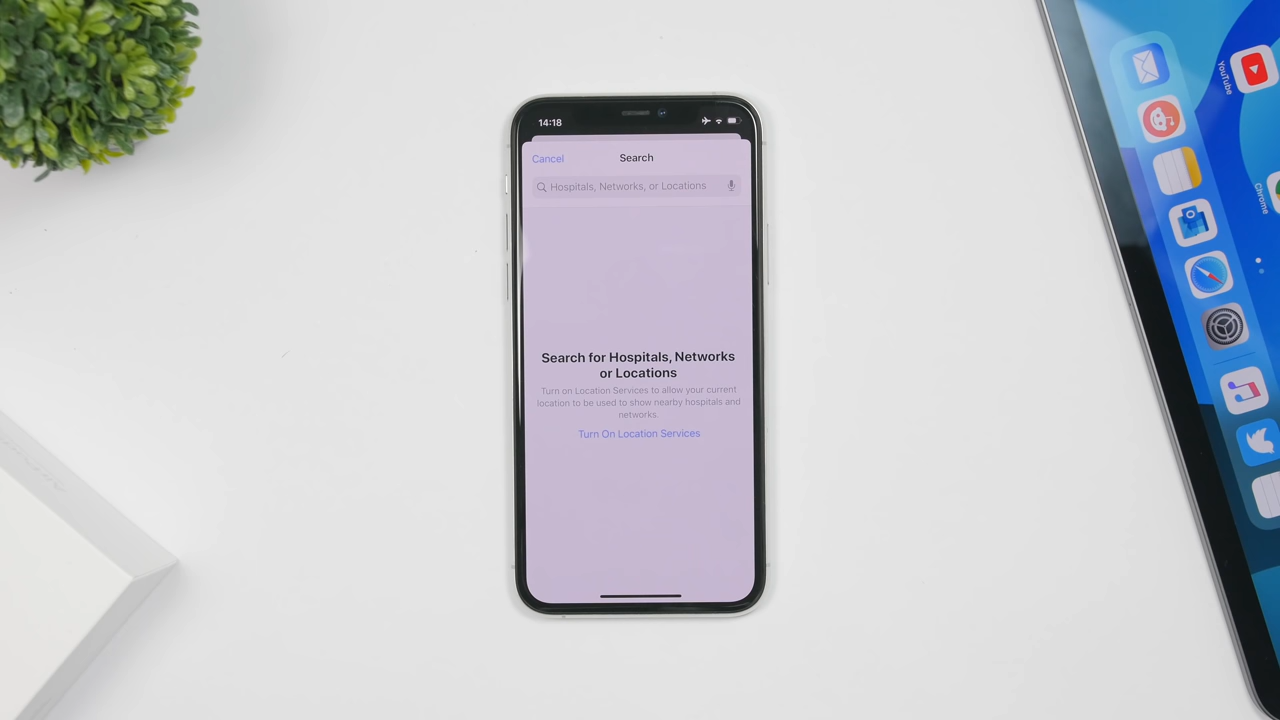 14:18
Cancel
Search
Hospitals, Networks, or Locations
Search for Hospitals, Networks
or Locations
Turn on Location Services to allow your current
location to be used to show nearby hospitals and
networks.
Turn On Location Services
YouTube
Chrome